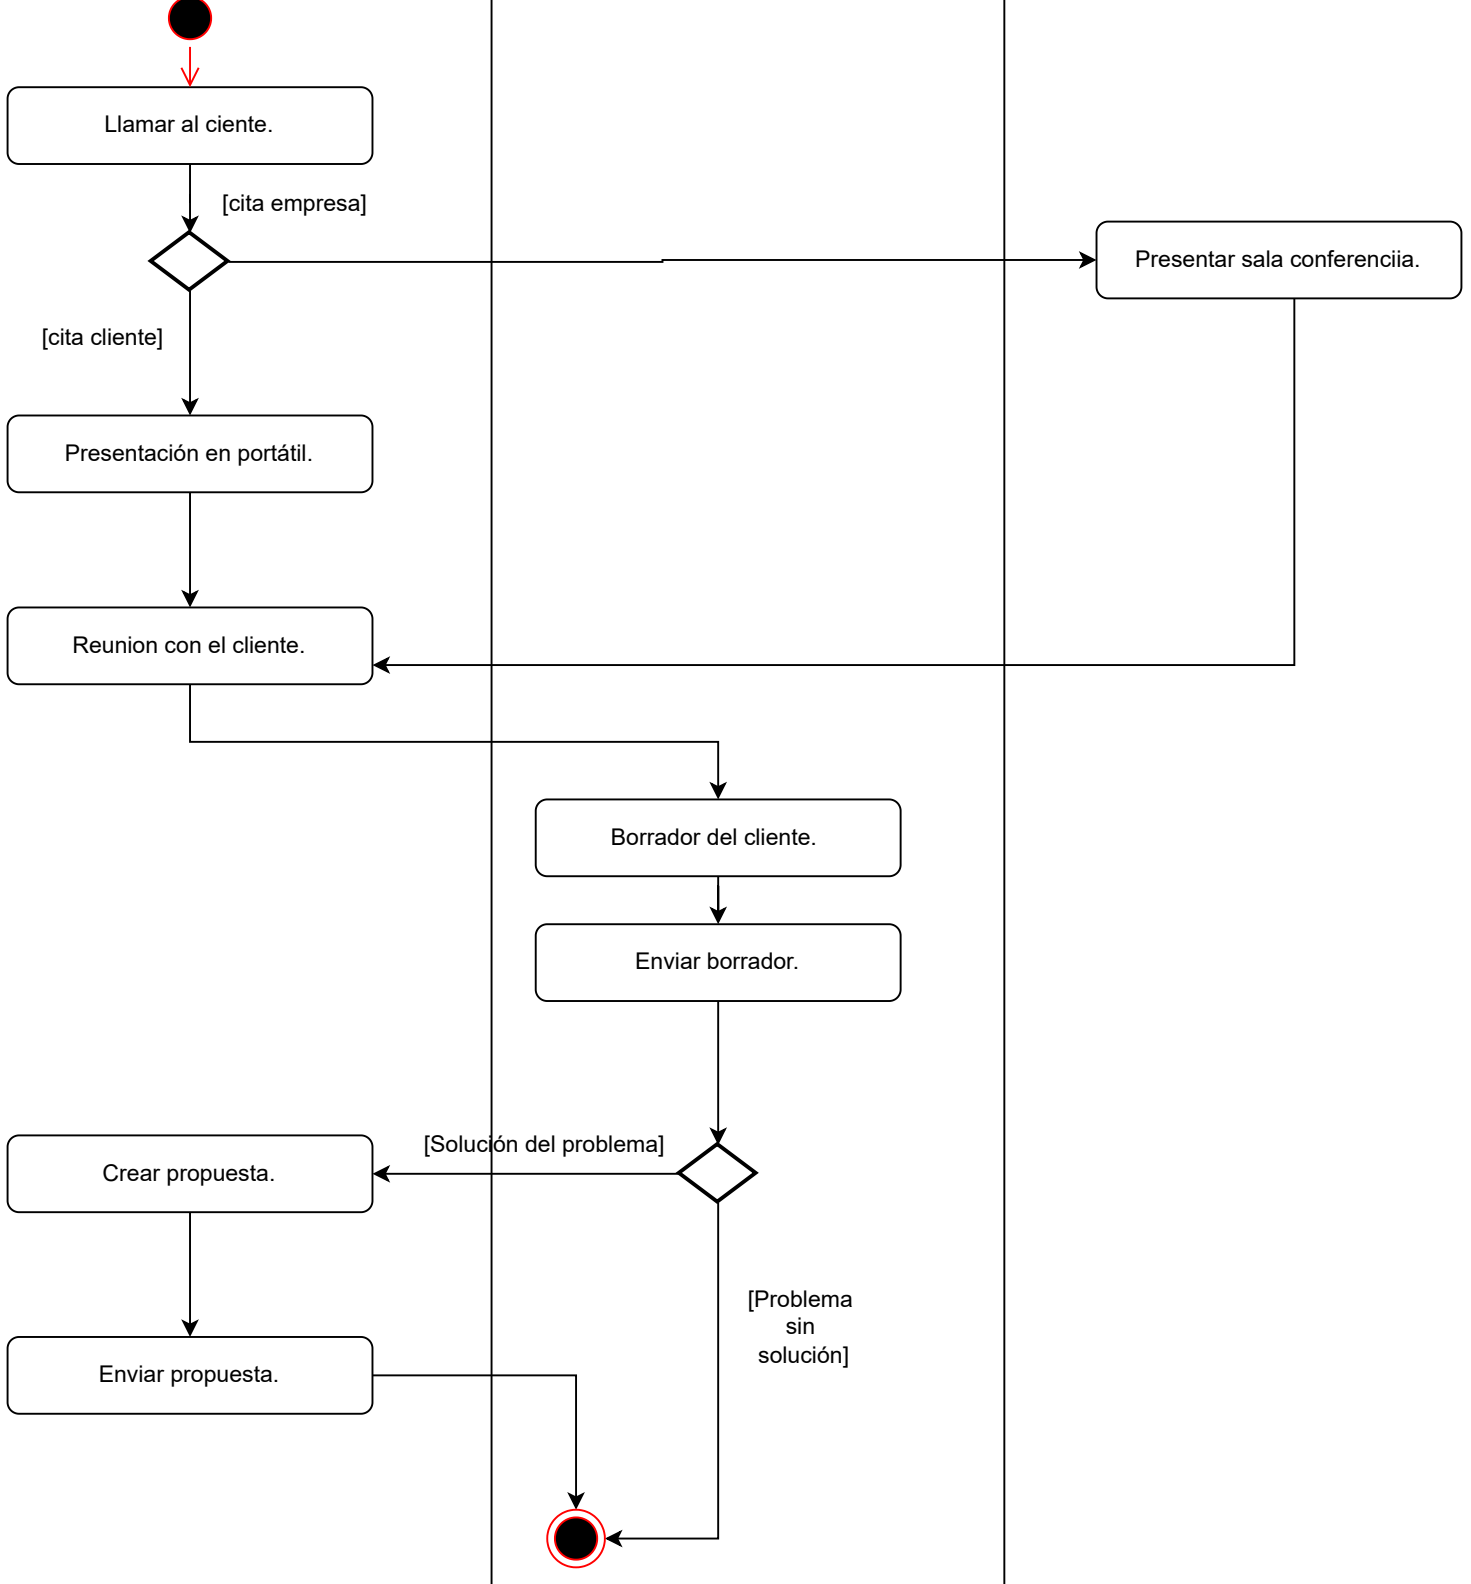 Llamar al ciente.
[cita empresa]
Presentar sala conferenciia.
[cita cliente]
Presentación en portátil.
Reunion con el cliente.
Borrador del cliente.
Enviar borrador.
[Solución del problema]
Crear propuesta.
[Problema
sin
solución]
Enviar propuesta.